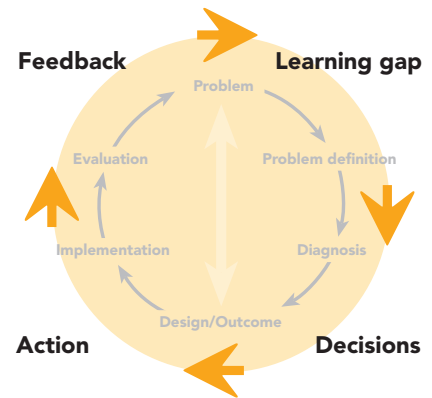 Feedback
Learning gap
Problem
Evaluation
Problem definition
Implementation
Diagnosis
Design/Outcome
Action
Decisions